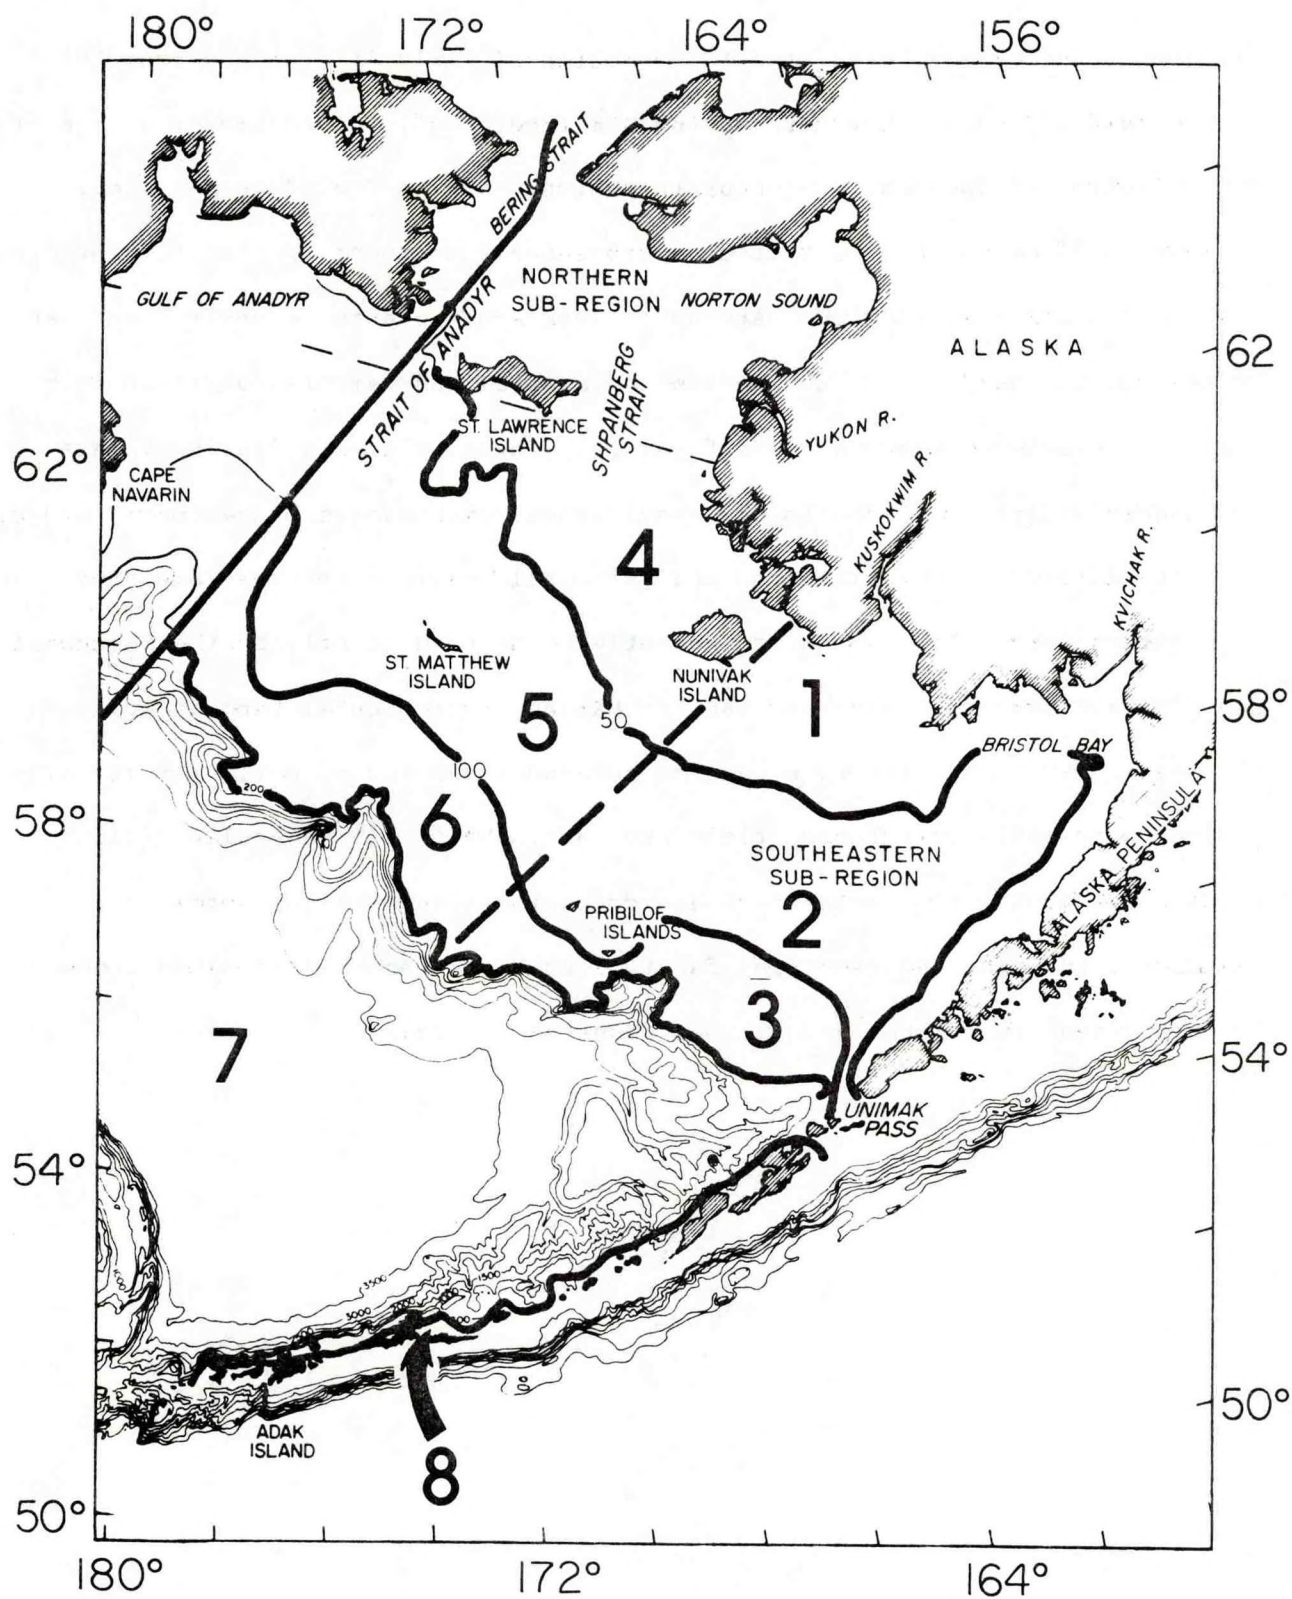 180° 172° 164° 156°
BERING STRAIT
NORTHERN
SUB-REGION
NORTON SOUND
GULF OF ANADYR
STRAIT OF ANADYR
ALASKA
62
SHPANBERG
STRAIT
ST. LAWRENCE
ISLAND
YUKON R.
62°
CAPE
NAVARIN
KUSKOKWIM R.
KVICHAK R.
4
ST. MATTHEW
ISLAND
NUNIVAK
ISLAND
1
5
50
58°
BRISTOL BAY
100
200
6
58°
ALASKA PENINSULA
SOUTHEASTERN
SUB-REGION
PRIBILOF
ISLANDS
2
3
7
54°
UNIMAK
PASS
54°
3500
3000
1500
50°
ADAK
ISLAND
8
50°
180° 172° 164°